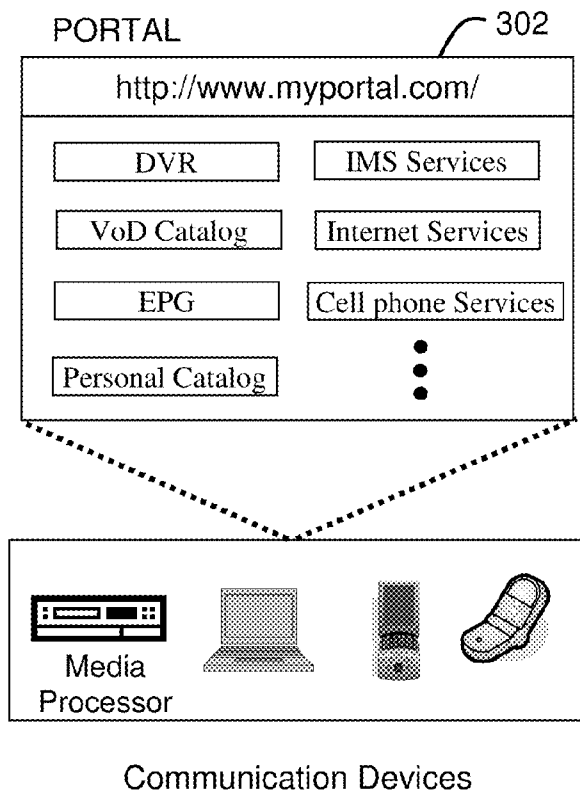 PORTAL
302
http://www.myportal.com/
DVR
IMS Services
VoD Catalog
Internet Services
EPG
Cell phone Services
Personal Catalog
Media
Processor
Communication Devices